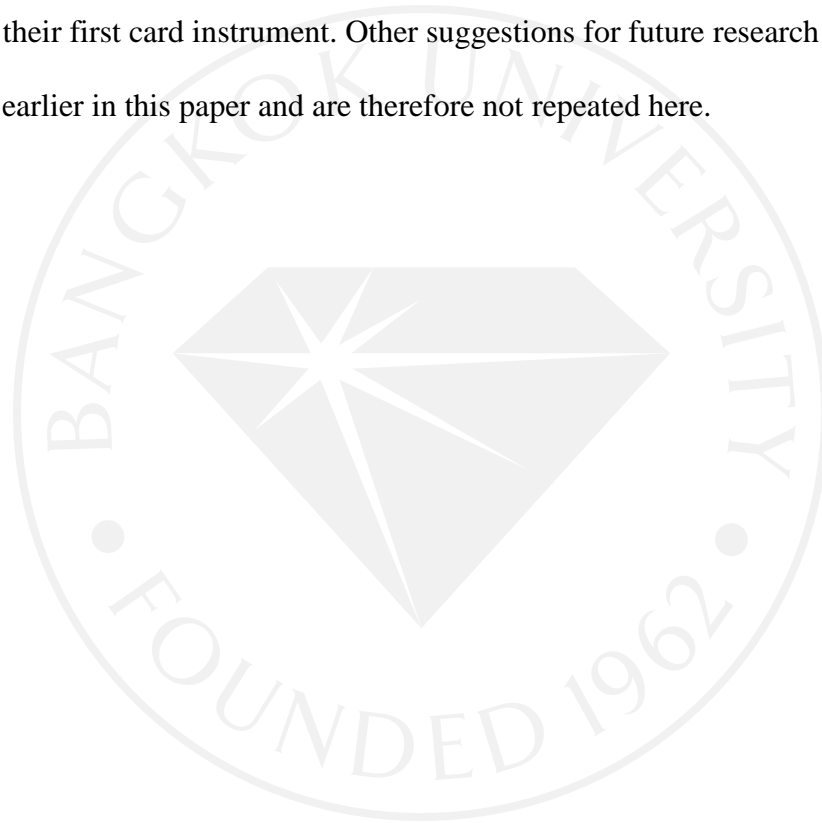 their first card instrument. Other suggestions for future research
earlier in this paper and are therefore not repeated here.
BANGKOK UNIVERSITY
FOUNDED 1962